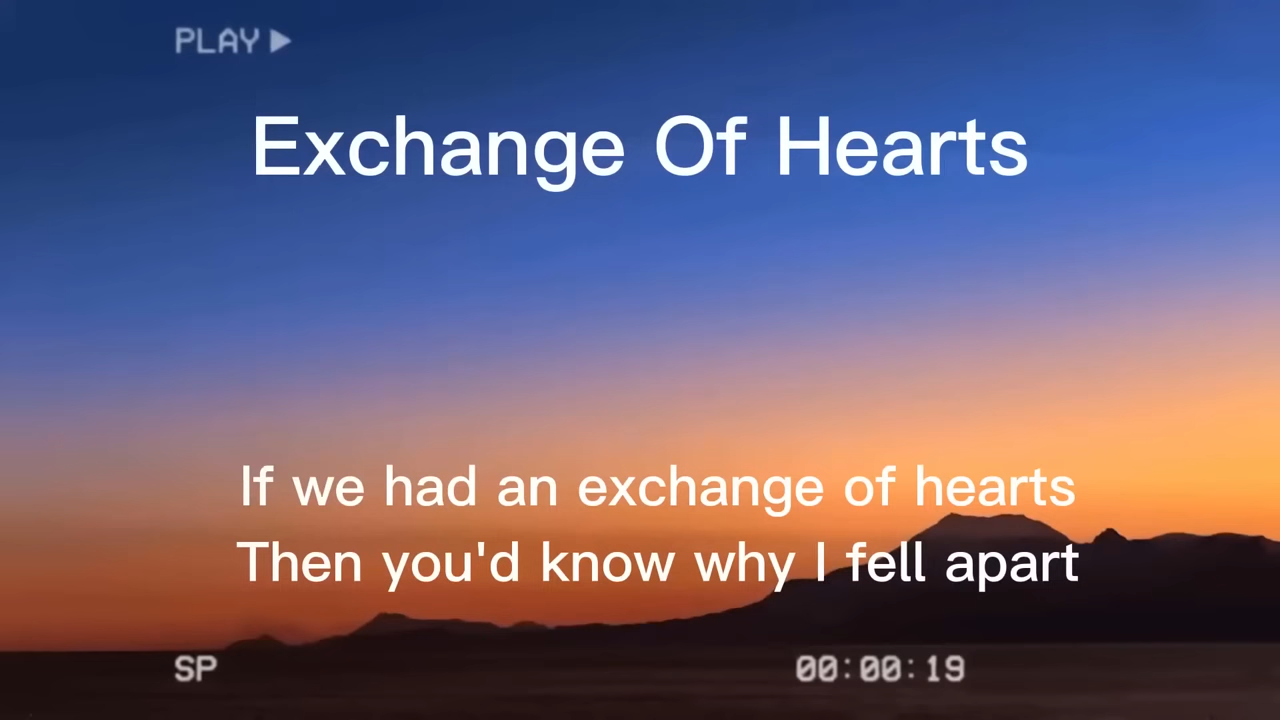 PLAY ▶
Exchange Of Hearts
If we had an exchange of hearts
Then you'd know why I fell apart
SP
00:00:19